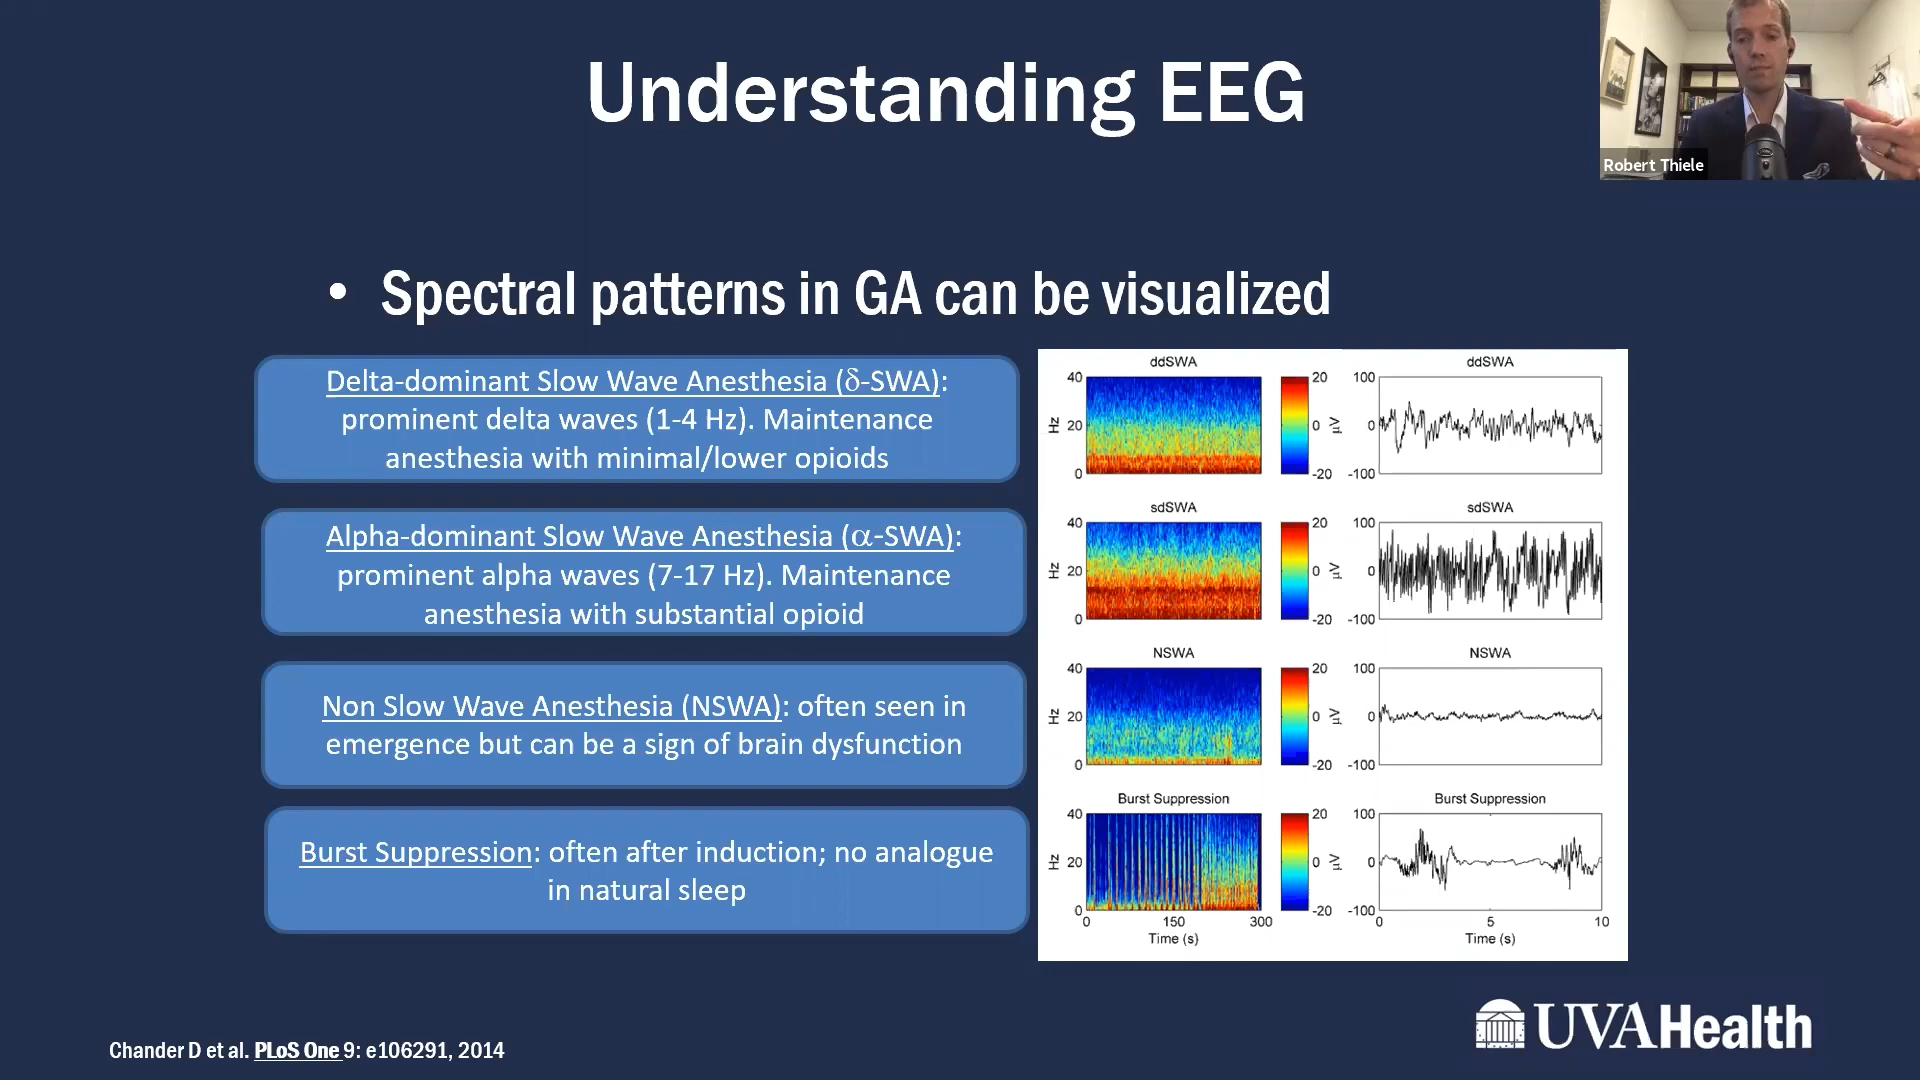 Understanding EEG
Robert Thiele
• Spectral patterns in GA can be visualized
Delta-dominant Slow Wave Anesthesia (δ-SWA):
prominent delta waves (1-4 Hz). Maintenance
anesthesia with minimal/lower opioids
Alpha-dominant Slow Wave Anesthesia (α-SWA):
prominent alpha waves (7-17 Hz). Maintenance
anesthesia with substantial opioid
Non Slow Wave Anesthesia (NSWA): often seen in
emergence but can be a sign of brain dysfunction
Burst Suppression: often after induction; no analogue
in natural sleep
ddSWA
40
20
0
Hz
20
0
-20
µV
ddSWA
100
0
-100
sdSWA
40
20
0
Hz
20
0
-20
µV
sdSWA
100
0
-100
NSWA
40
20
0
Hz
20
0
-20
µV
NSWA
100
0
-100
Burst Suppression
40
20
0
Hz
0 150 300
Time (s)
20
0
-20
µV
Burst Suppression
100
0
-100
0 5 10
Time (s)
UVAHealth
Chander D et al. PLoS One 9: e106291, 2014